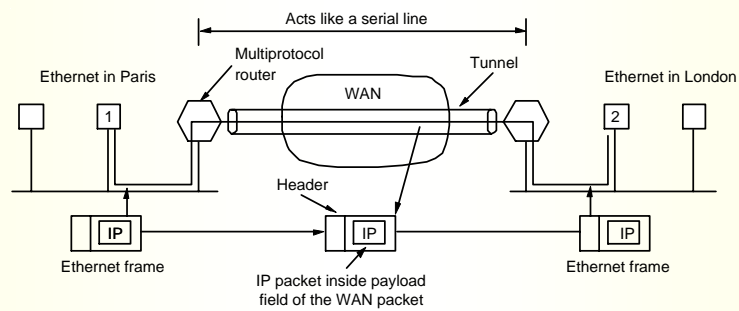 Acts like a serial line
Multiprotocol
router
Tunnel
Ethernet in Paris
Ethernet in London
WAN
1
2
Header
IP
IP
IP
Ethernet frame
IP packet inside payload
field of the WAN packet
Ethernet frame